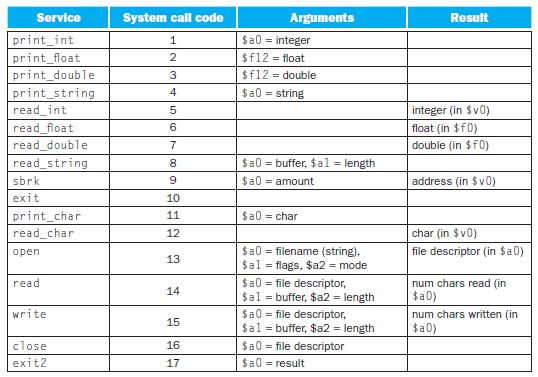 Service System call code Arguments Result
print_int 1 $a0 = integer
print_float 2 $f12 = float
print_double 3 $f12 = double
print_string 4 $a0 = string
read_int 5 integer (in $v0)
read_float 6 float (in $f0)
read_double 7 double (in $f0)
read_string 8 $a0 = buffer, $a1 = length
sbrk 9 $a0 = amount address (in $v0)
exit 10
print_char 11 $a0 = char
read_char 12 char (in $v0)
open 13 $a0 = filename (string), file descriptor (in $a0)
$a1 = flags, $a2 = mode
read 14 $a0 = file descriptor, num chars read (in
$a1 = buffer, $a2 = length $a0)
write 15 $a0 = file descriptor, num chars written (in
$a1 = buffer, $a2 = length $a0)
close 16 $a0 = file descriptor
exit2 17 $a0 = result